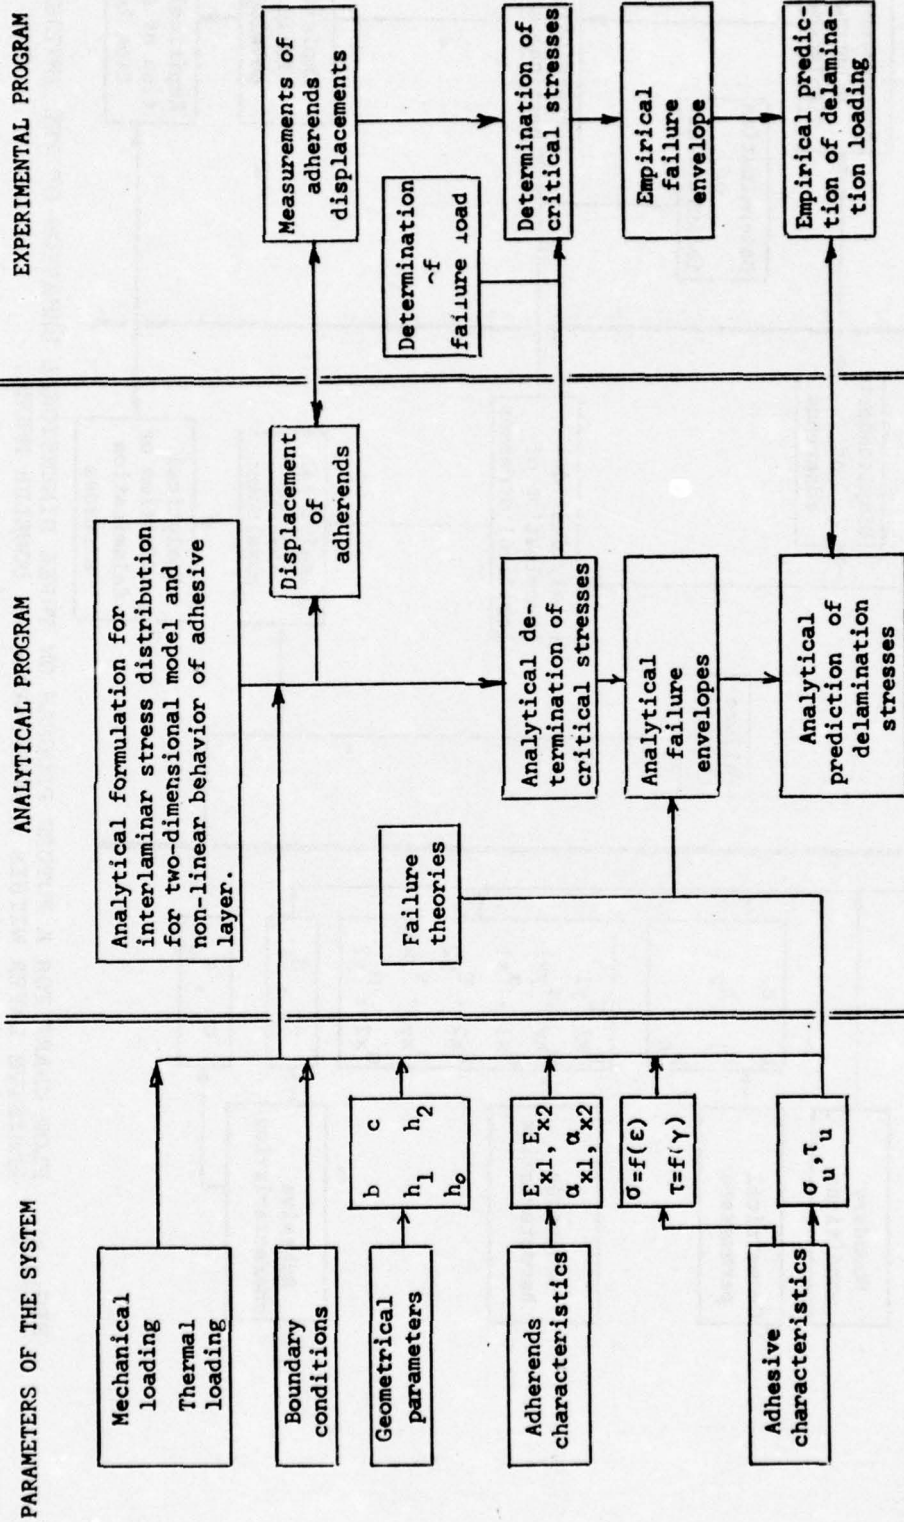 PARAMETERS OF THE SYSTEM
Mechanical
loading
Thermal
loading
Boundary
conditions
Geometrical
parameters
b c
h1 h2
ho
Adherends
characteristics
Ex1, Ex2
αx1, αx2
Adhesive
characteristics
σ=f(ε)
τ=f(γ)
σu, τu
ANALYTICAL PROGRAM
Analytical formulation for
interlaminar stress distribution
for two-dimensional model and
non-linear behavior of adhesive
layer.
Displacement
of
adherends
Failure
theories
Analytical de-
termination of
critical stresses
Analytical
failure
envelopes
Analytical
prediction of
delamination
stresses
EXPERIMENTAL PROGRAM
Measurements of
adherends
displacements
Determination
of
failure load
Determination of
critical stresses
Empirical
failure
envelope
Empirical predic-
tion of delamina-
tion loading